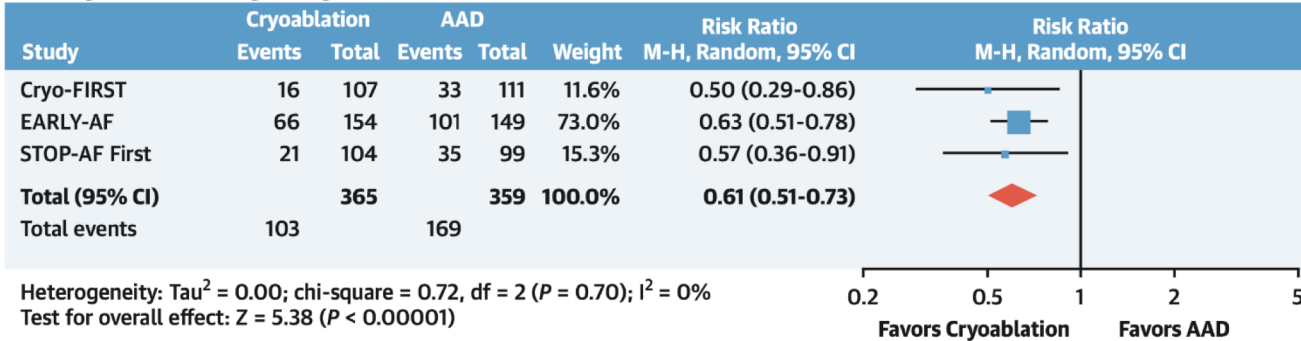 Cryoablation AAD Risk Ratio Risk Ratio
Study Events Total Events Total Weight M-H, Random, 95% CI M-H, Random, 95% CI
Cryo-FIRST 16 107 33 111 11.6% 0.50 (0.29-0.86)
EARLY-AF 66 154 101 149 73.0% 0.63 (0.51-0.78)
STOP-AF First 21 104 35 99 15.3% 0.57 (0.36-0.91)
Total (95% CI) 365 359 100.0% 0.61 (0.51-0.73)
Total events 103 169
Heterogeneity: Tau² = 0.00; chi-square = 0.72, df = 2 (P = 0.70); I² = 0%
Test for overall effect: Z = 5.38 (P < 0.00001)
0.2 0.5 1 2 5
Favors Cryoablation Favors AAD